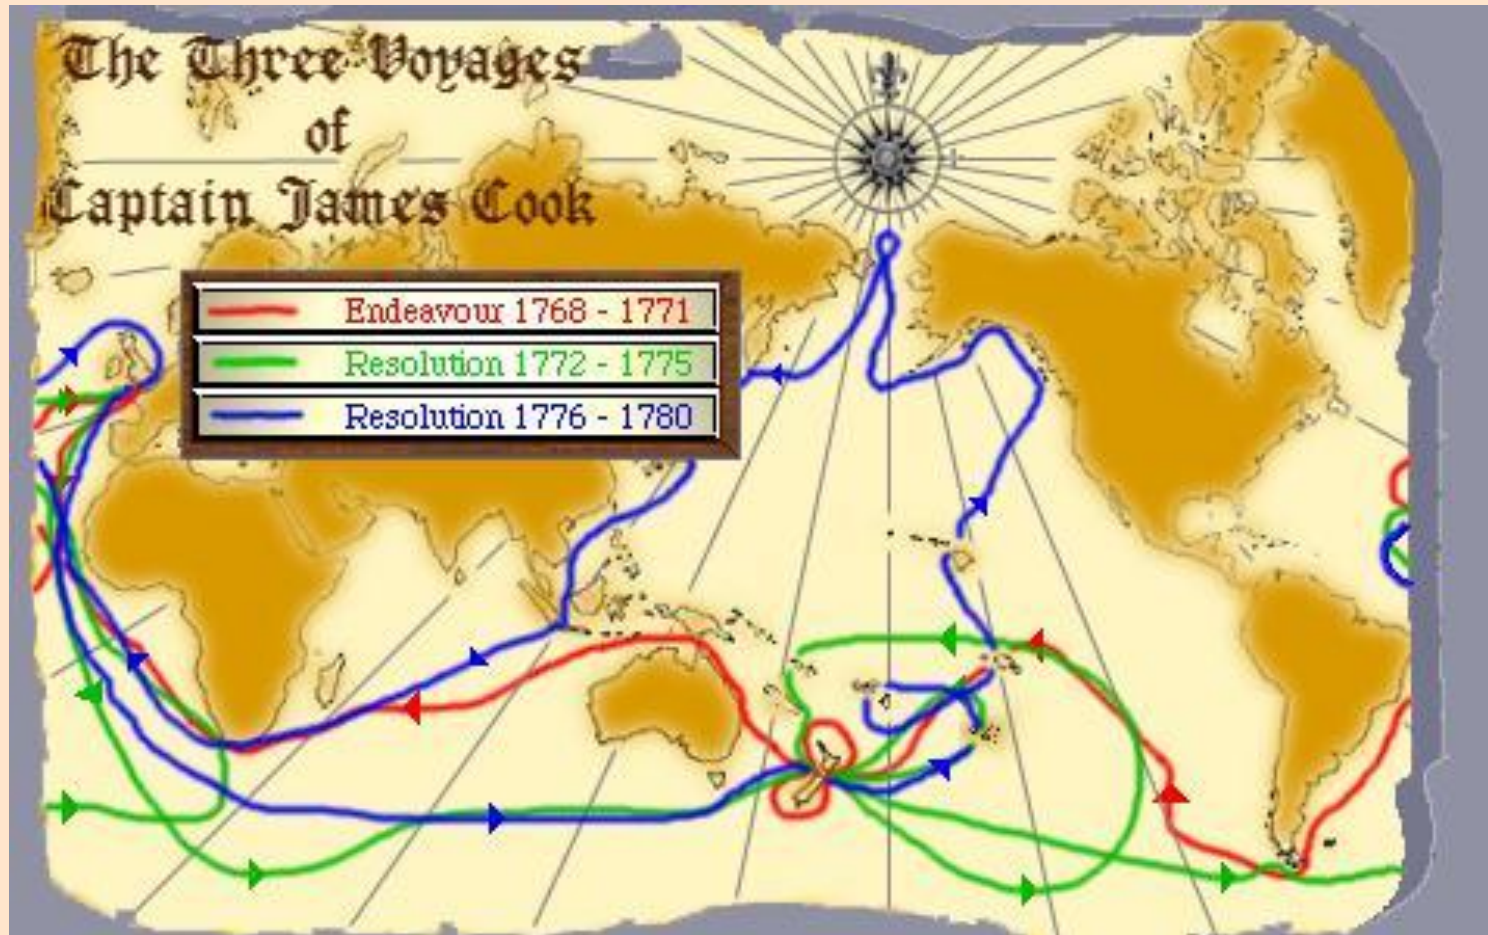 The Three Voyages
of
Captain James Cook
Endeavour 1768 - 1771
Resolution 1772 - 1775
Resolution 1776 - 1780